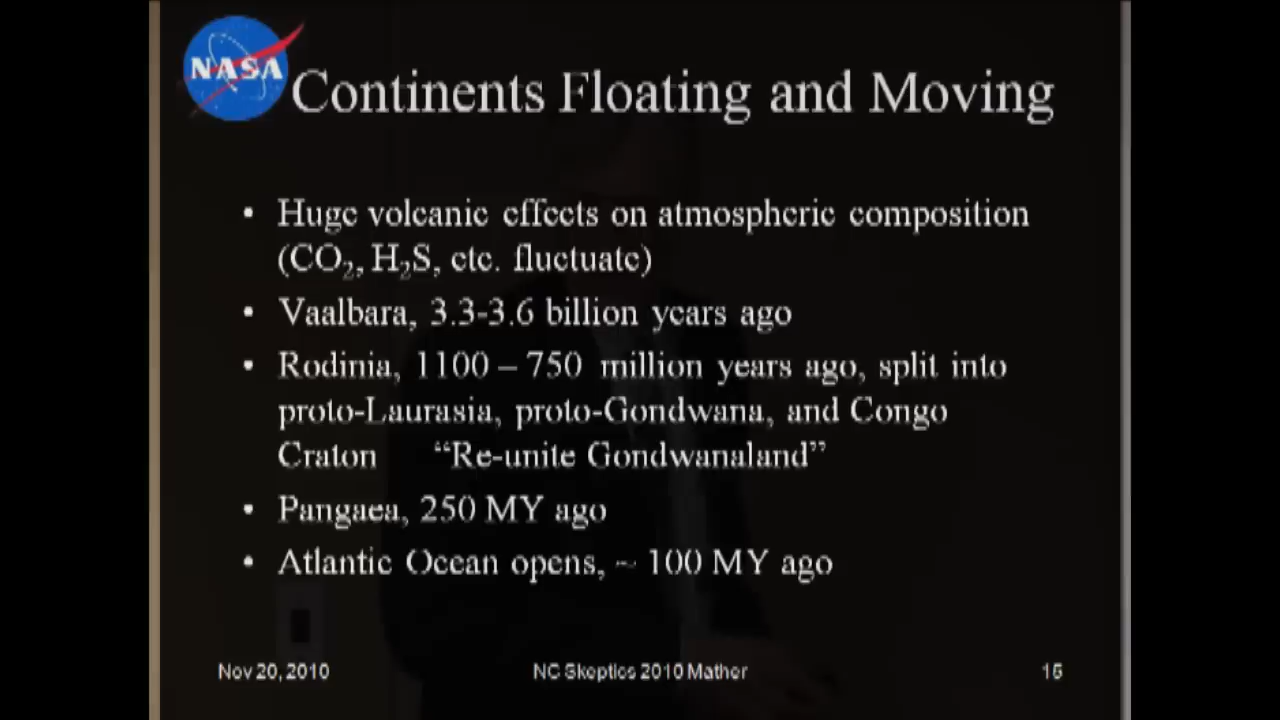 NASA
Continents Floating and Moving
• Huge volcanic effects on atmospheric composition
(CO₂, H₂S, etc. fluctuate)
• Vaalbara, 3.3-3.6 billion years ago
• Rodinia, 1100 – 750 million years ago, split into
proto-Laurasia, proto-Gondwana, and Congo
Craton “Re-unite Gondwanaland”
• Pangaea, 250 MY ago
• Atlantic Ocean opens, ~ 100 MY ago
Nov 20, 2010 NC Skeptics 2010 Mather 15